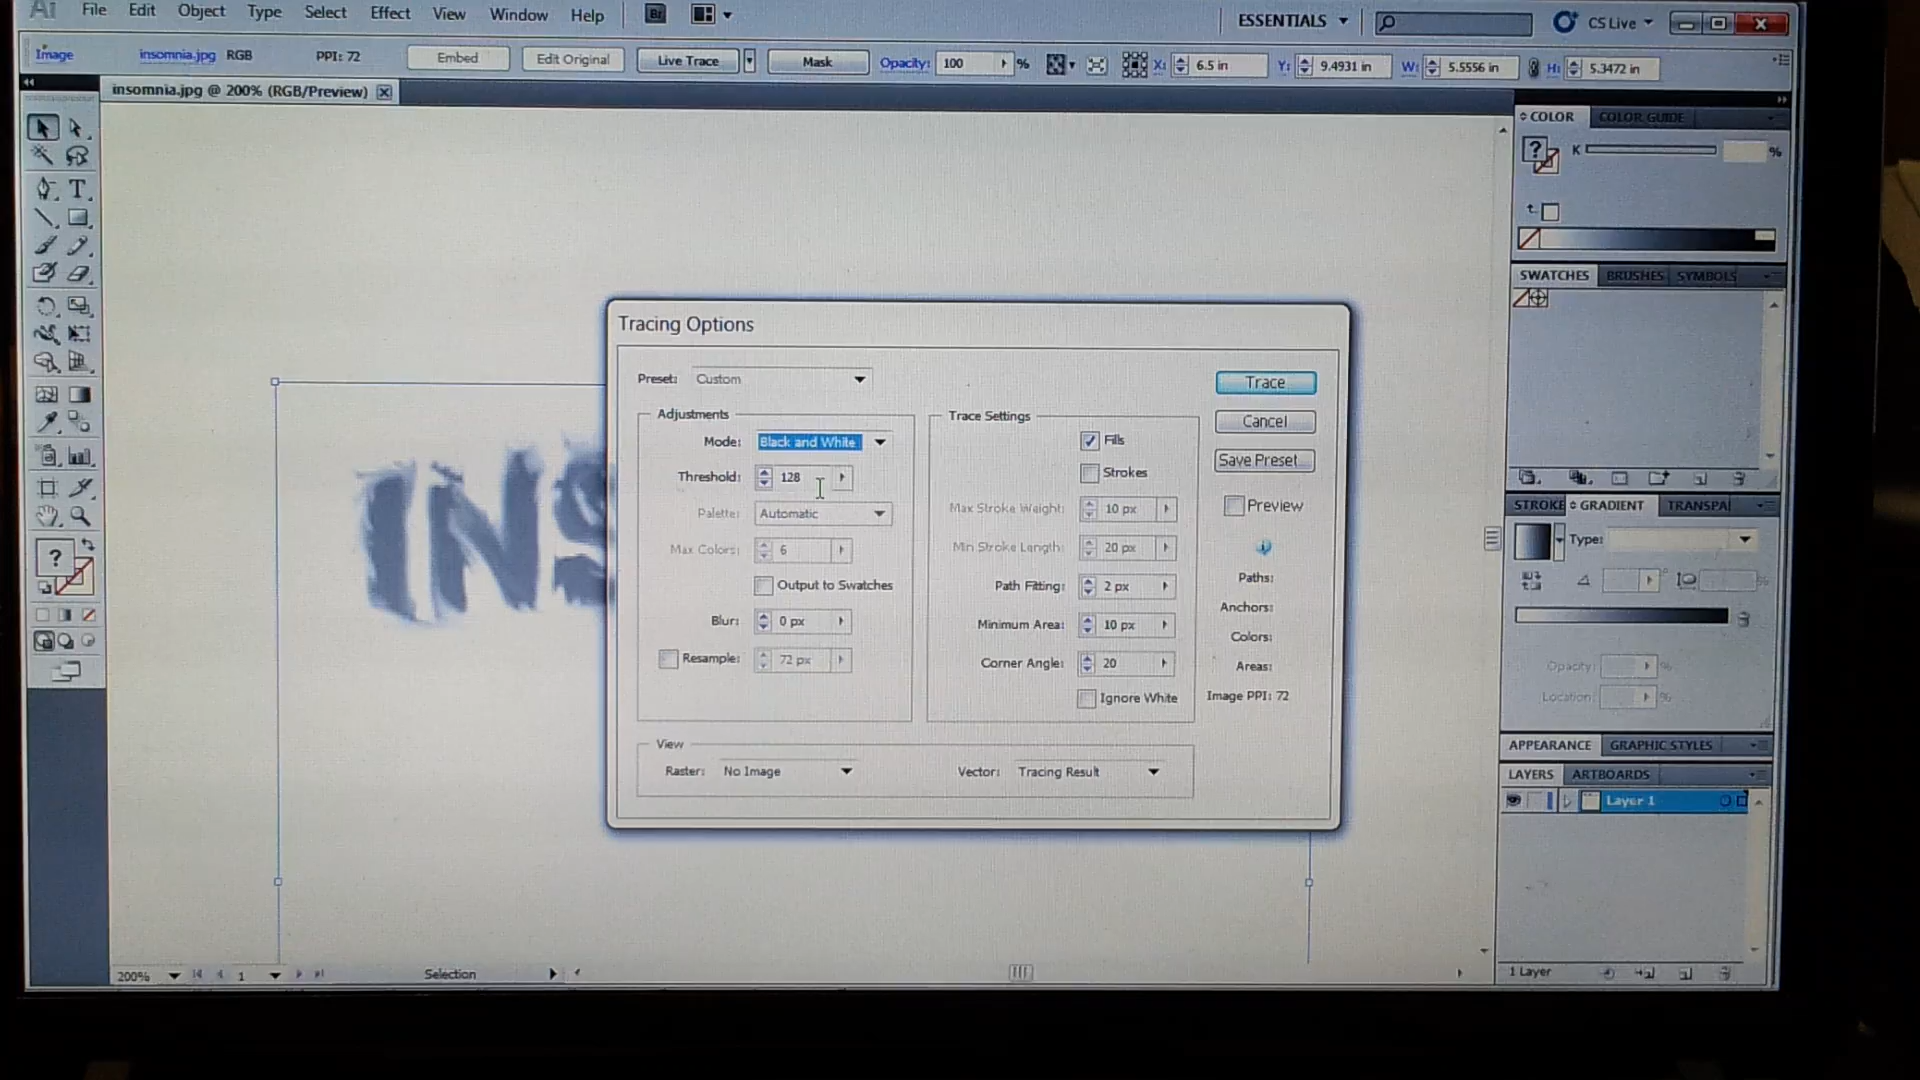 Ai File Edit Object Type Select Effect View Window Help Br ESSENTIALS CS Live
Image insomnia.jpg RGB PPI: 72 Embed Edit Original Live Trace Mask Opacity: 100 % X: 6.5 in Y: 9.4931 in W: 5.5556 in H: 5.3472 in
insomnia.jpg @ 200% (RGB/Preview)
COLOR COLOR GUIDE
K %
SWATCHES BRUSHES SYMBOLS
INS
Tracing Options
Preset: Custom
Trace
Cancel
Save Preset...
Preview
Adjustments
Mode: Black and White
Threshold: 128
Palette: Automatic
Max Colors: 6
Output to Swatches
Blur: 0 px
Resample: 72 px
Trace Settings
Fills
Strokes
Max Stroke Weight: 10 px
Min Stroke Length: 20 px
Path Fitting: 2 px
Minimum Area: 10 px
Corner Angle: 20
Ignore White
Paths:
Anchors:
Colors:
Areas:
Image PPI: 72
View
Raster: No Image
Vector: Tracing Result
STROKE GRADIENT TRANSPA
Type:
Opacity: %
Location: %
APPEARANCE GRAPHIC STYLES
LAYERS ARTBOARDS
Layer 1
1 Layer
200% 1 Selection